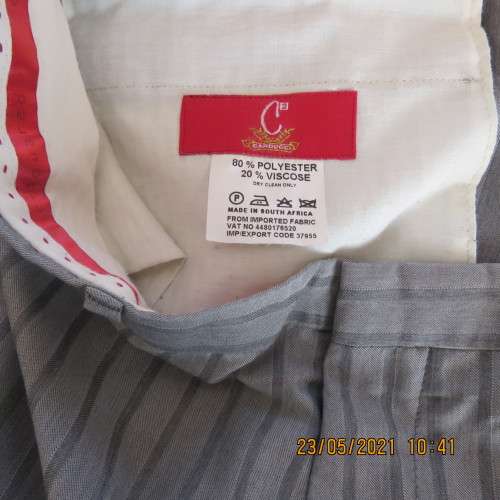 C
CARDUCCI
80 % POLYESTER
20 % VISCOSE
DRY CLEAN ONLY
P
MADE IN SOUTH AFRICA
FROM IMPORTED FABRIC
VAT NO 4480176520
IMP/EXPORT CODE 37955
23/05/2021 10:41